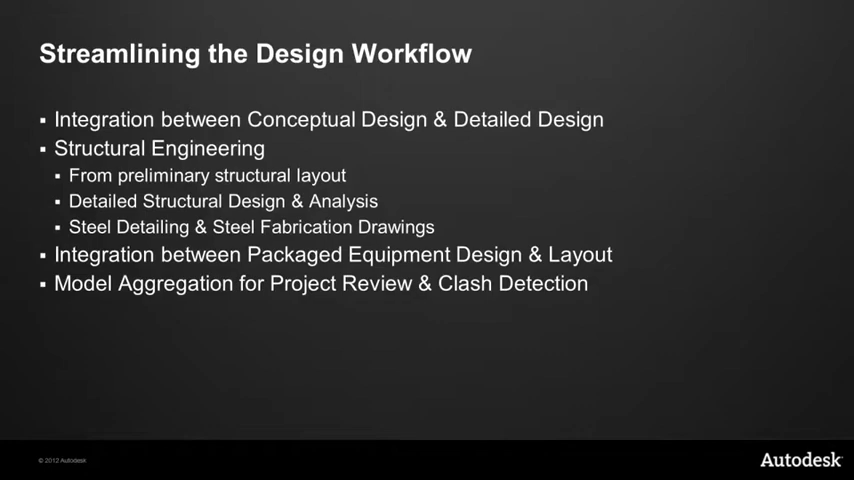 Streamlining the Design Workflow
▪ Integration between Conceptual Design & Detailed Design
▪ Structural Engineering
▪ From preliminary structural layout
▪ Detailed Structural Design & Analysis
▪ Steel Detailing & Steel Fabrication Drawings
▪ Integration between Packaged Equipment Design & Layout
▪ Model Aggregation for Project Review & Clash Detection
© 2012 Autodesk
Autodesk